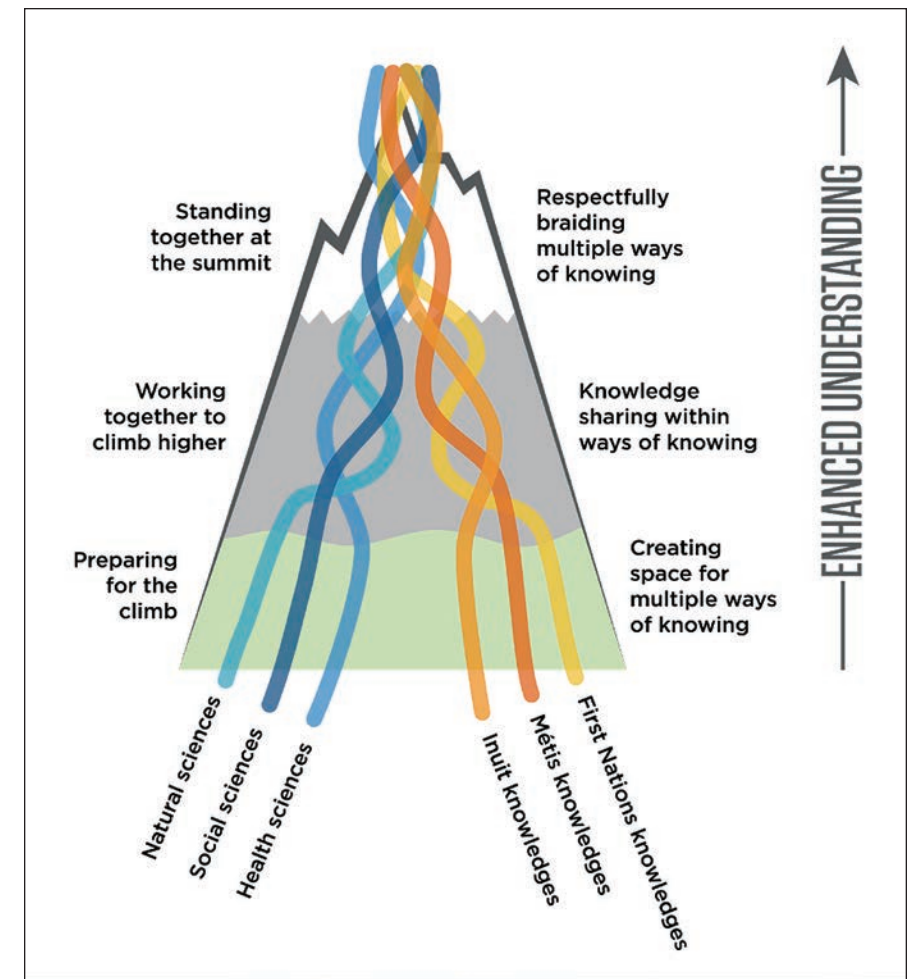 Standing
together at
the summit
Respectfully
braiding
multiple ways
of knowing
Working
together to
climb higher
Knowledge
sharing within
ways of knowing
Preparing
for the
climb
Creating
space for
multiple ways
of knowing
Natural sciences
Social sciences
Health sciences
Inuit knowledges
Métis knowledges
First Nations knowledges
ENHANCED UNDERSTANDING